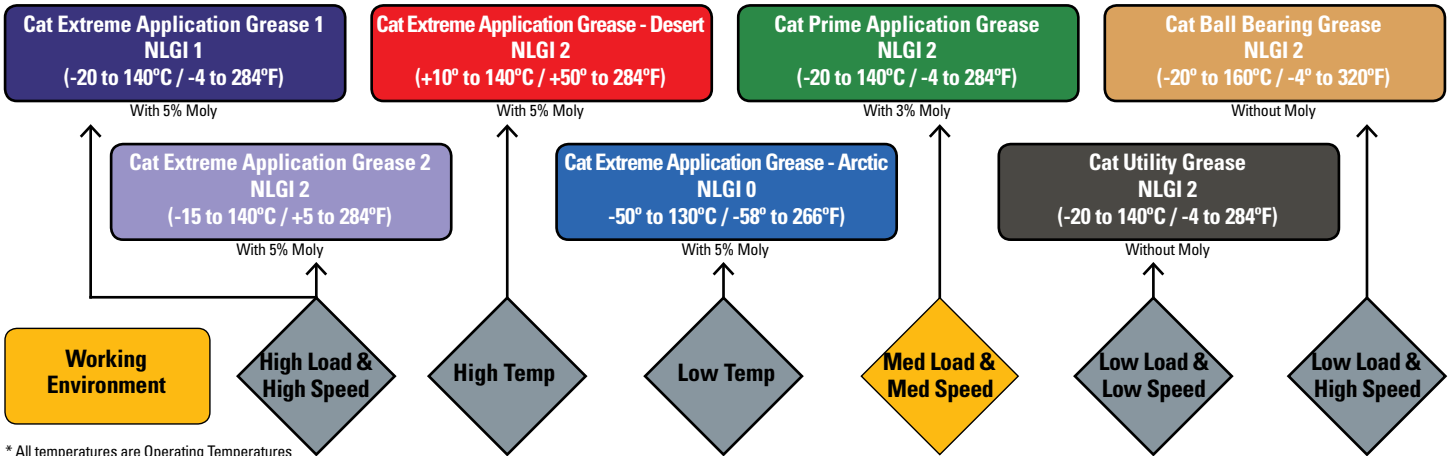 Cat Extreme Application Grease 1
NLGI 1
(-20 to 140ºC / -4 to 284ºF)
With 5% Moly
Cat Extreme Application Grease - Desert
NLGI 2
(+10º to 140ºC / +50º to 284ºF)
With 5% Moly
Cat Prime Application Grease
NLGI 2
(-20 to 140ºC / -4 to 284ºF)
With 3% Moly
Cat Ball Bearing Grease
NLGI 2
(-20º to 160ºC / -4º to 320ºF)
Without Moly
Cat Extreme Application Grease 2
NLGI 2
(-15 to 140ºC / +5 to 284ºF)
With 5% Moly
Cat Extreme Application Grease - Arctic
NLGI 0
-50º to 130ºC / -58º to 266ºF)
With 5% Moly
Cat Utility Grease
NLGI 2
(-20 to 140ºC / -4 to 284ºF)
Without Moly
Working
Environment
High Load &
High Speed
High Temp
Low Temp
Med Load &
Med Speed
Low Load &
Low Speed
Low Load &
High Speed
* All temperatures are Operating Temperatures